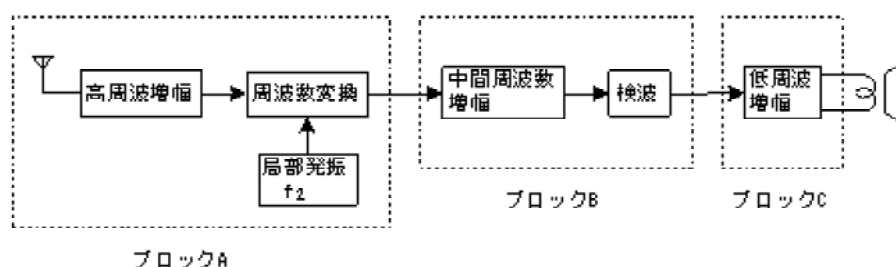 高周波増幅
周波数変換
局部発振
f2
中間周波数
増幅
検波
低周波
増幅
ブロックA
ブロックB
ブロックC